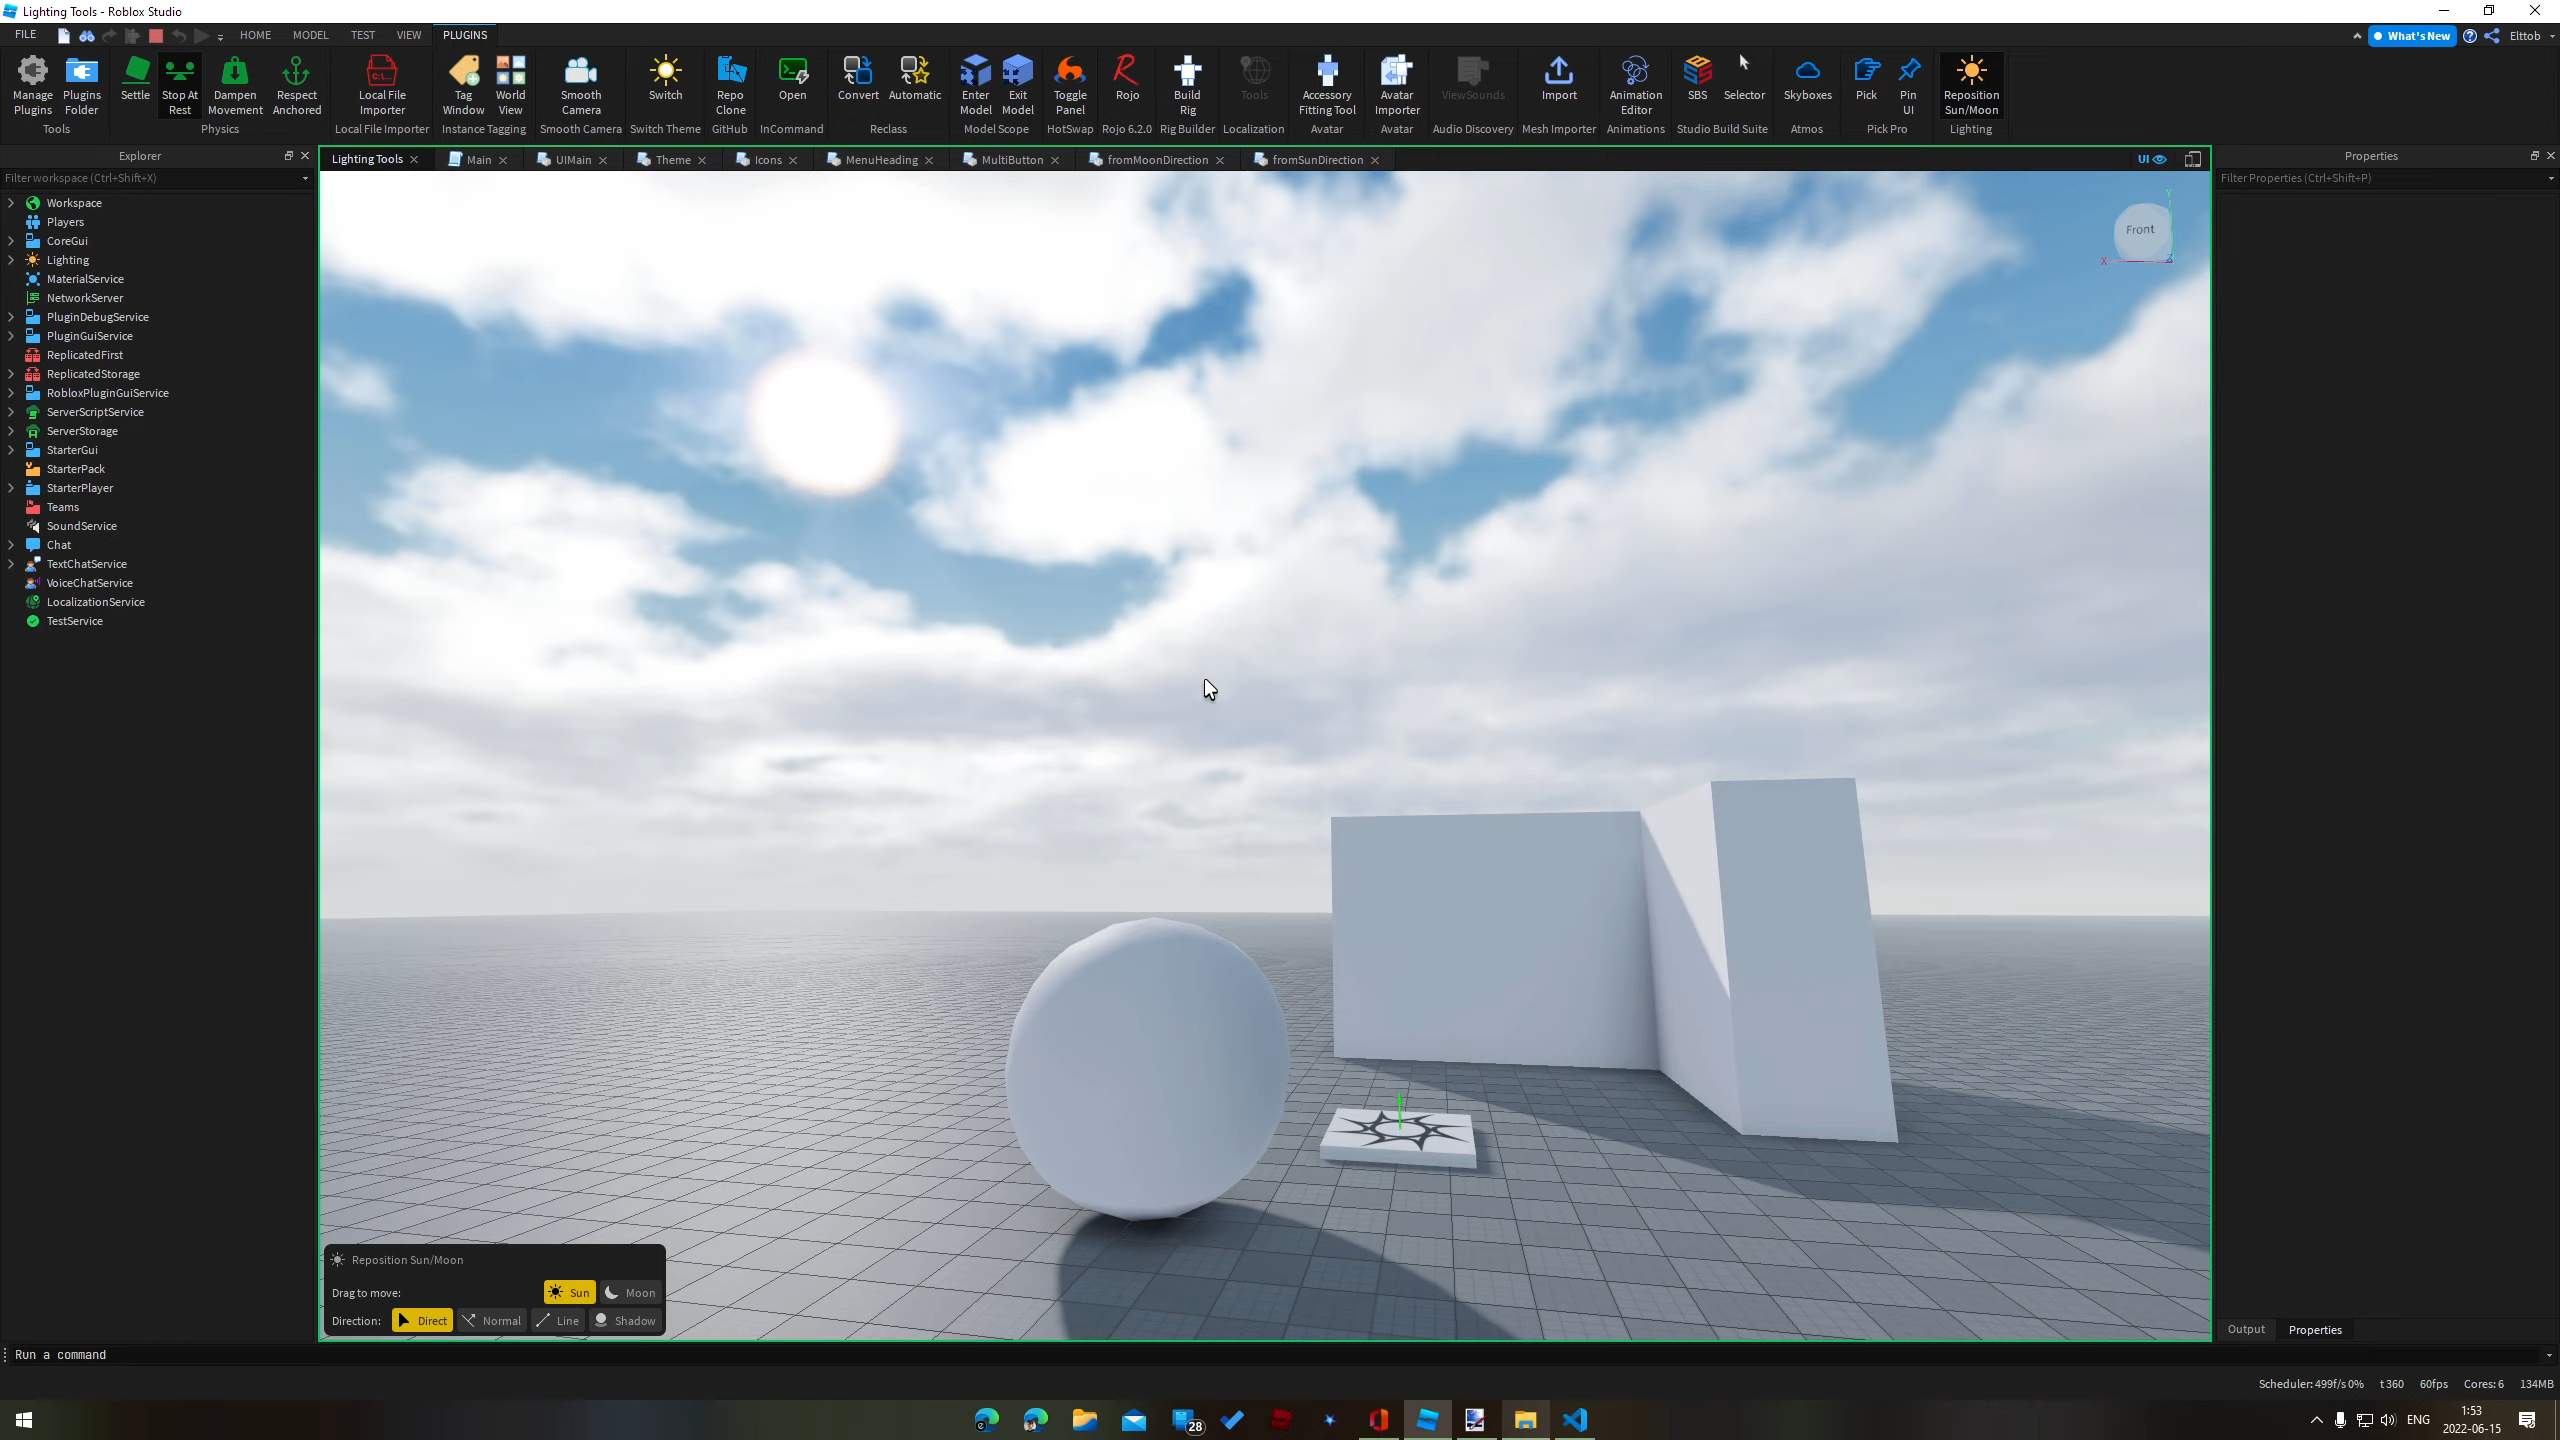 Lighting Tools - Roblox Studio
FILE HOME MODEL TEST VIEW PLUGINS What's New Elttob
Manage Plugins
Plugins Folder
Settle
Stop At Rest
Dampen Movement
Respect Anchored
Local File Importer
Tag Window
World View
Smooth Camera
Switch
Repo Clone
Open
Convert
Automatic
Enter Model
Exit Model
Toggle Panel
Rojo
Build Rig
Tools
Accessory Fitting Tool
Avatar Importer
ViewSounds
Import
Animation Editor
SBS
Selector
Skyboxes
Pick
Pin UI
Reposition Sun/Moon
Tools Physics Local File Importer Instance Tagging Smooth Camera Switch Theme GitHub InCommand Reclass Model Scope HotSwap Rojo 6.2.0 Rig Builder Localization Avatar Avatar Audio Discovery Mesh Importer Animations Studio Build Suite Atmos Pick Pro Lighting
Explorer
Filter workspace (Ctrl+Shift+X)
Workspace
Players
CoreGui
Lighting
MaterialService
NetworkServer
PluginDebugService
PluginGuiService
ReplicatedFirst
ReplicatedStorage
RobloxPluginGuiService
ServerScriptService
ServerStorage
StarterGui
StarterPack
StarterPlayer
Teams
SoundService
Chat
TextChatService
VoiceChatService
LocalizationService
TestService
Lighting Tools Main UIMain Theme Icons MenuHeading MultiButton fromMoonDirection fromSunDirection UI
Y
Front
X Z
Reposition Sun/Moon
Drag to move: Sun Moon
Direction: Direct Normal Line Shadow
Properties
Filter Properties (Ctrl+Shift+P)
Output Properties
Run a command
Scheduler: 499f/s 0% t 360 60fps Cores: 6 134MB
28
ENG
1:53
2022-06-15